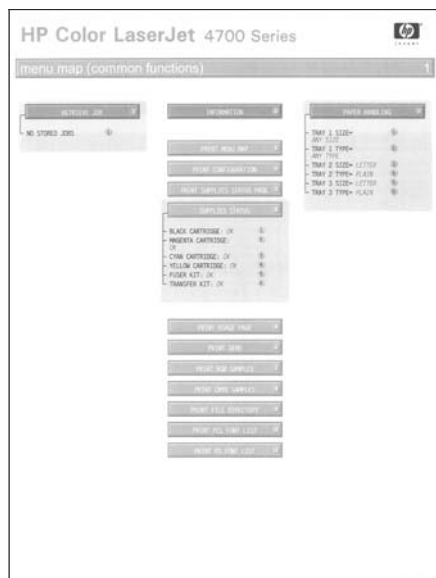 HP Color LaserJet 4700 Series
hp
invent
menu map (common functions) 1
RETRIEVE JOB
NO STORED JOBS
INFORMATION
PRINT MENU MAP
PRINT CONFIGURATION
PRINT SUPPLIES STATUS PAGE
SUPPLIES STATUS
BLACK CARTRIDGE: OK
MAGENTA CARTRIDGE:
OK
CYAN CARTRIDGE: OK
YELLOW CARTRIDGE: OK
FUSER KIT: OK
TRANSFER KIT: OK
PRINT USAGE PAGE
PRINT DEMO
PRINT RGB SAMPLES
PRINT CMYK SAMPLES
PRINT FILE DIRECTORY
PRINT PCL FONT LIST
PRINT PS FONT LIST
PAPER HANDLING
TRAY 1 SIZE=
ANY SIZE
TRAY 1 TYPE=
ANY TYPE
TRAY 2 SIZE= LETTER
TRAY 2 TYPE= PLAIN
TRAY 3 SIZE= LETTER
TRAY 3 TYPE= PLAIN